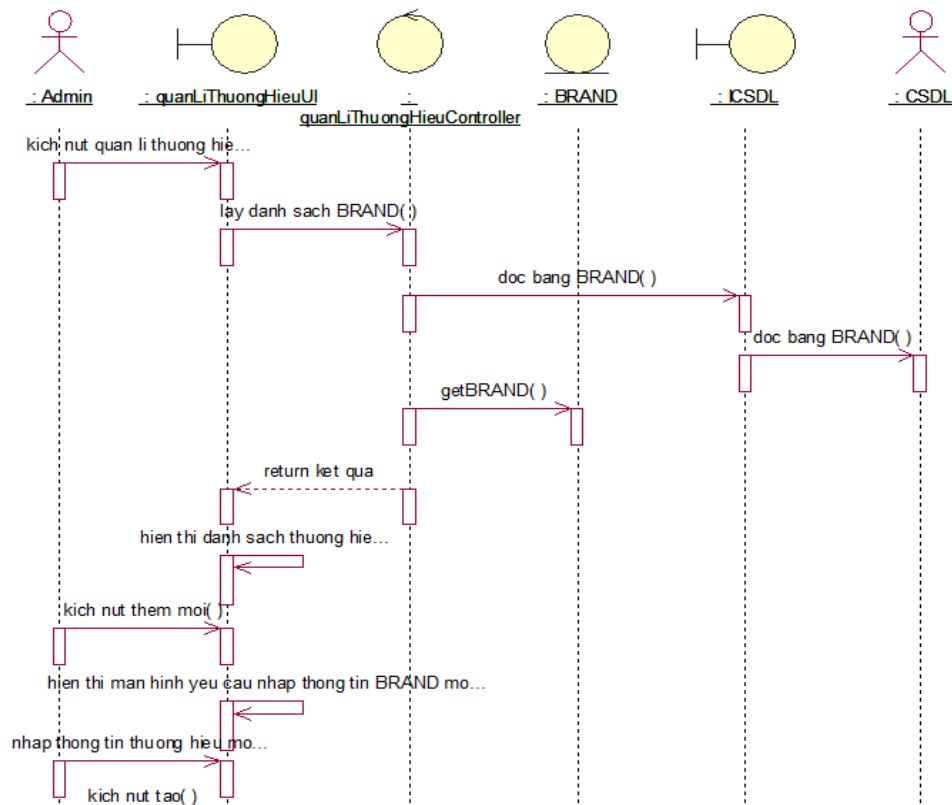 : Admin
: quanLiThuongHieuUI
:
quanLiThuongHieuController
: BRAND
: ICSDL
: CSDL
kich nut quan li thuong hie...
lay danh sach BRAND( )
doc bang BRAND( )
doc bang BRAND( )
getBRAND( )
return ket qua
hien thi danh sach thuong hie...
kich nut them moi( )
hien thi man hinh yeu cau nhap thong tin BRAND mo...
nhap thong tin thuong hieu mo...
kich nut tao( )